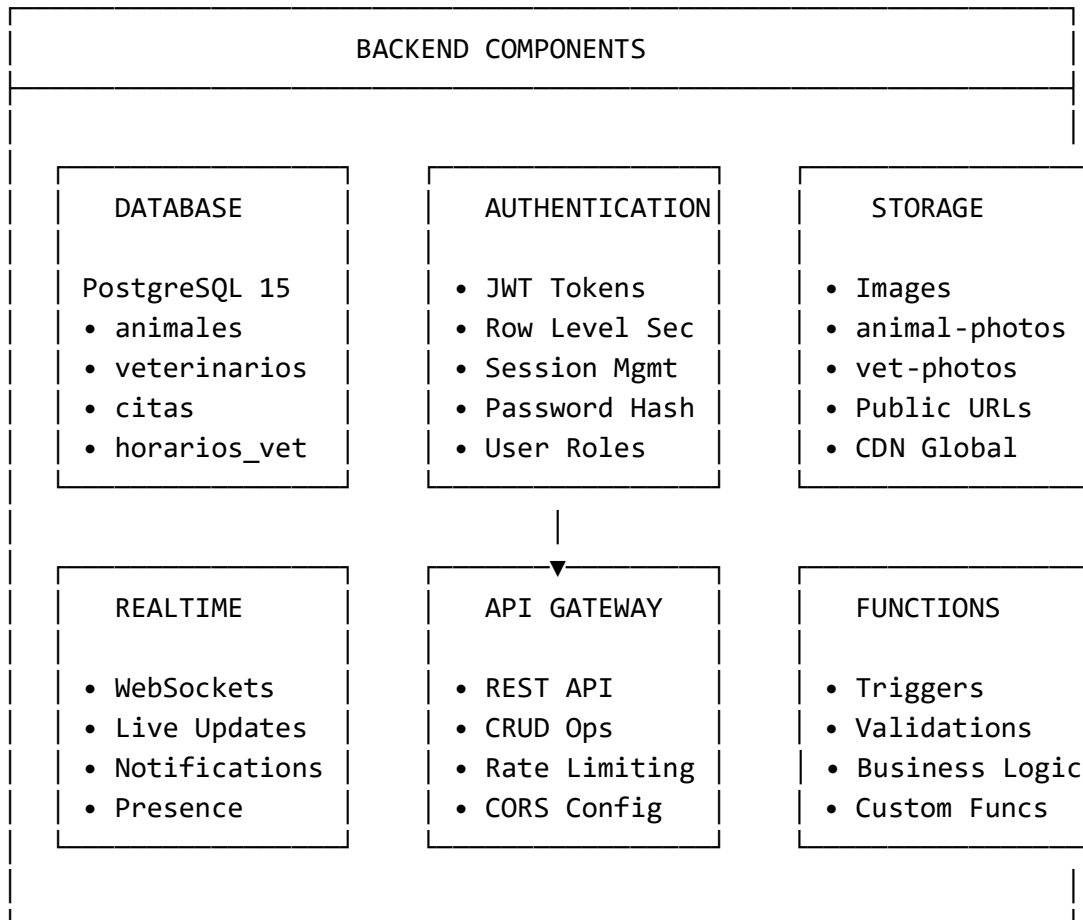 BACKEND COMPONENTS
DATABASE
PostgreSQL 15
• animales
• veterinarios
• citas
• horarios_vet
AUTHENTICATION
• JWT Tokens
• Row Level Sec
• Session Mgmt
• Password Hash
• User Roles
STORAGE
• Images
• animal-photos
• vet-photos
• Public URLs
• CDN Global
REALTIME
• WebSockets
• Live Updates
• Notifications
• Presence
API GATEWAY
• REST API
• CRUD Ops
• Rate Limiting
• CORS Config
FUNCTIONS
• Triggers
• Validations
• Business Logic
• Custom Funcs